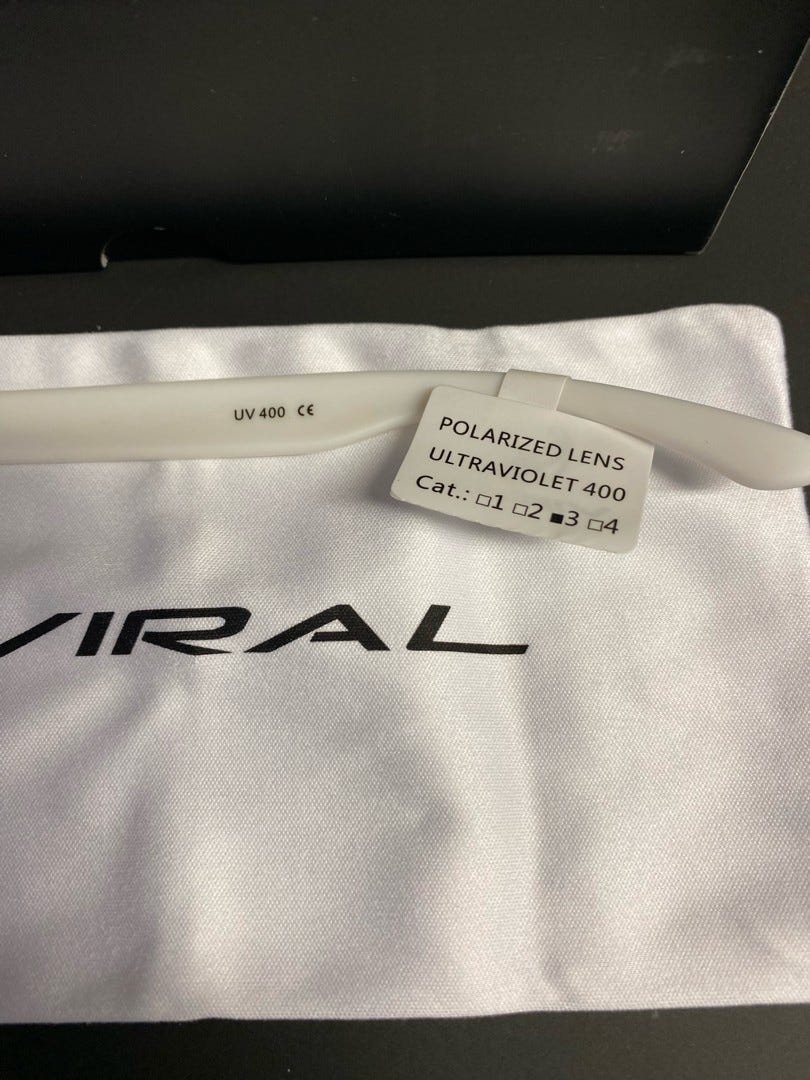 UV 400 CE
POLARIZED LENS
ULTRAVIOLET 400
Cat.: □1 □2 ■3 □4
VIRAL